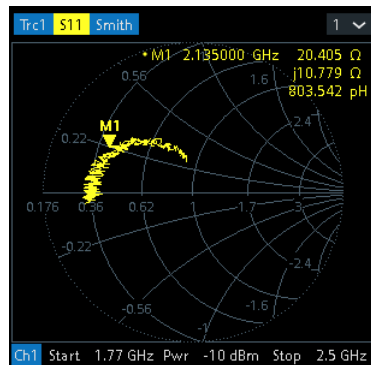 Trc1 S11 Smith 1
• M1 2.135000 GHz 20.405 Ω
j10.779 Ω
803.542 pH
0.56 1.6
2.4
M1
0.22
0.176 0.36 0.62 1 1.7 3
-0.22
-2.4
-0.56 -1.6
-1
Ch1 Start 1.77 GHz Pwr -10 dBm Stop 2.5 GHz